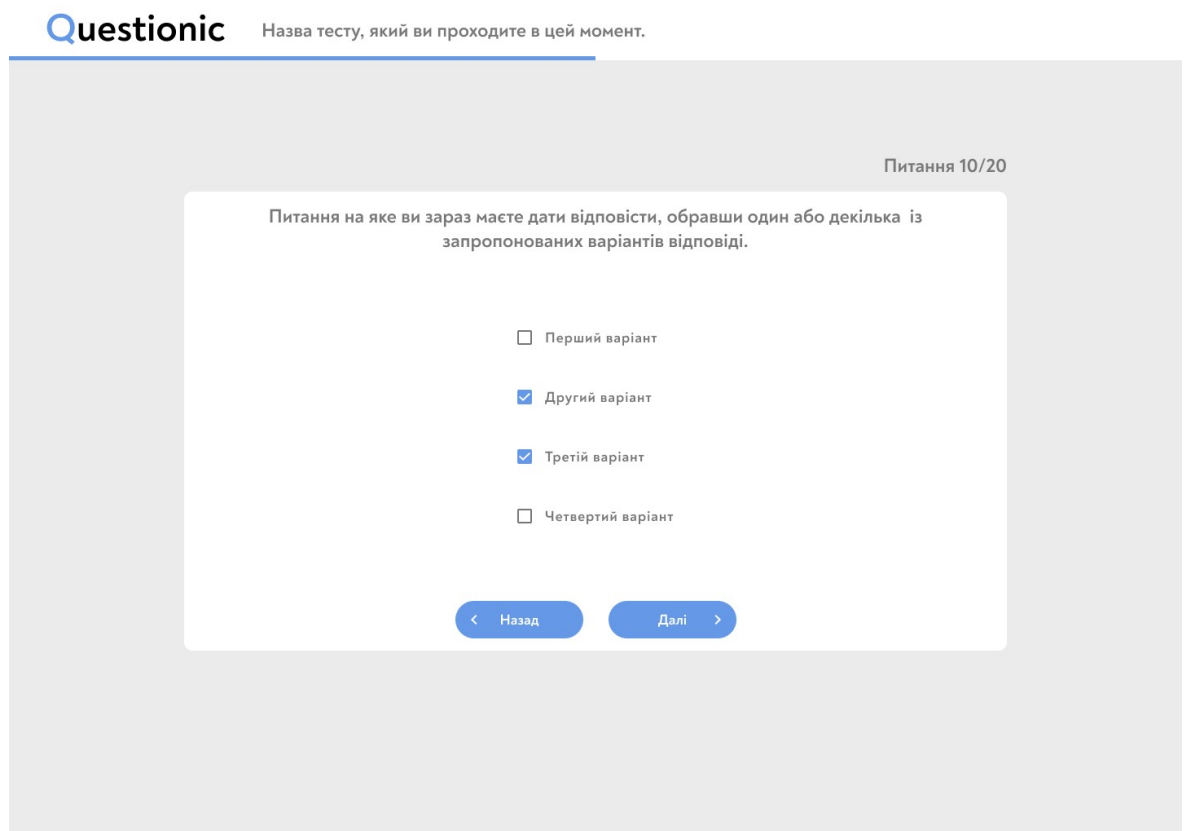 Questionic
Назва тесту, який ви проходите в цей момент.
Питання 10/20
Питання на яке ви зараз маєте дати відповісти, обравши один або декілька  із
запропонованих варіантів відповіді.
Перший варіант
Другий варіант
Третій варіант
Четвертий варіант
Назад
Далі